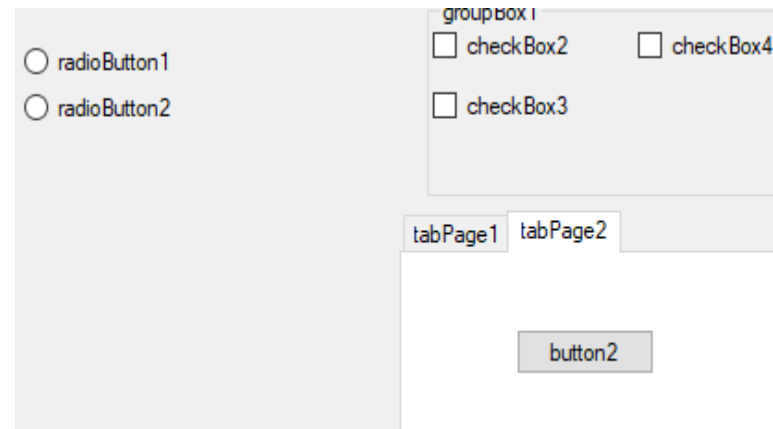 groupBox1
radioButton1
radioButton2
checkBox2 checkBox4
checkBox3
tabPage1 tabPage2
button2